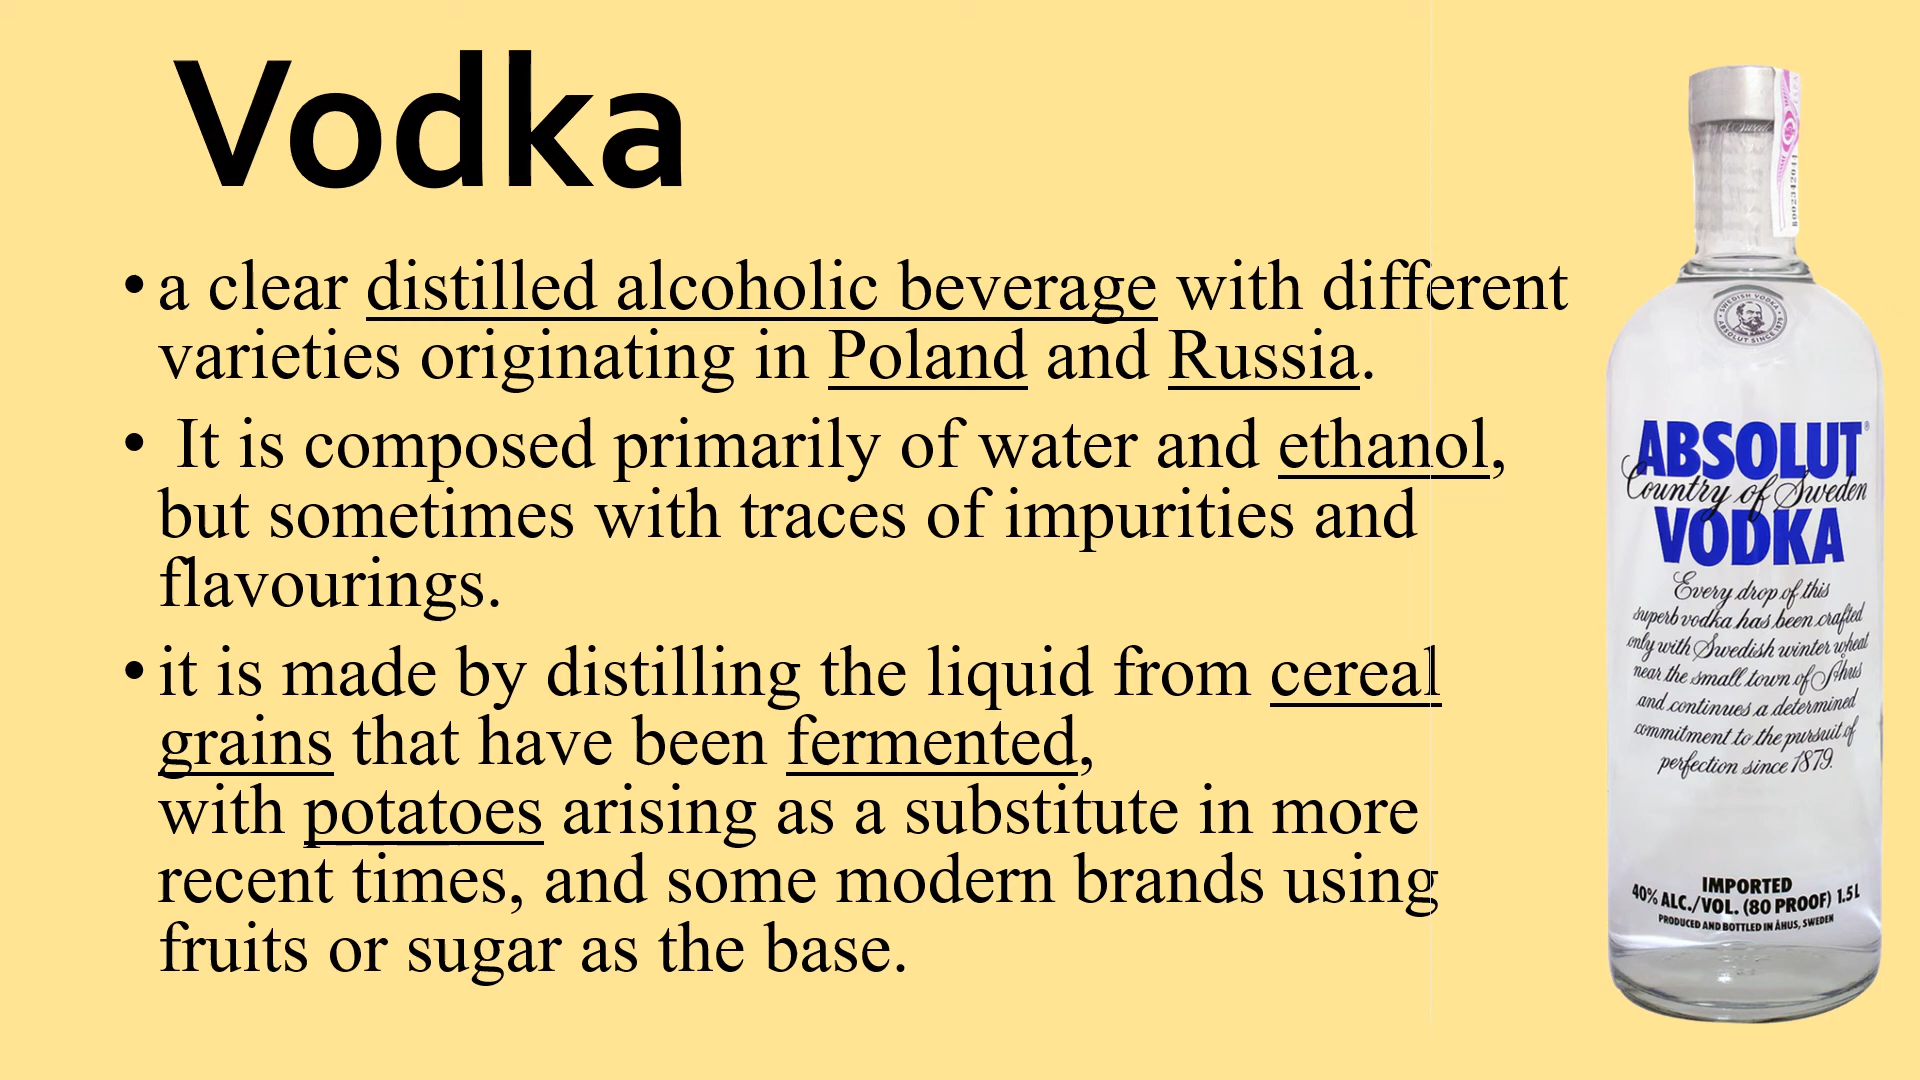 Vodka
• a clear distilled alcoholic beverage with different
varieties originating in Poland and Russia.
• It is composed primarily of water and ethanol,
but sometimes with traces of impurities and
flavourings.
• it is made by distilling the liquid from cereal
grains that have been fermented,
with potatoes arising as a substitute in more
recent times, and some modern brands using
fruits or sugar as the base.
SWEDISH VODKA
ABSOLUT SINCE 1879
ABSOLUT®
Country of Sweden
VODKA
Every drop of this
superb vodka has been crafted
only with Swedish winter wheat
near the small town of Åhus
and continues a determined
commitment to the pursuit of
perfection since 1879.
IMPORTED
40% ALC./VOL. (80 PROOF) 1.5L
PRODUCED AND BOTTLED IN ÅHUS, SWEDEN